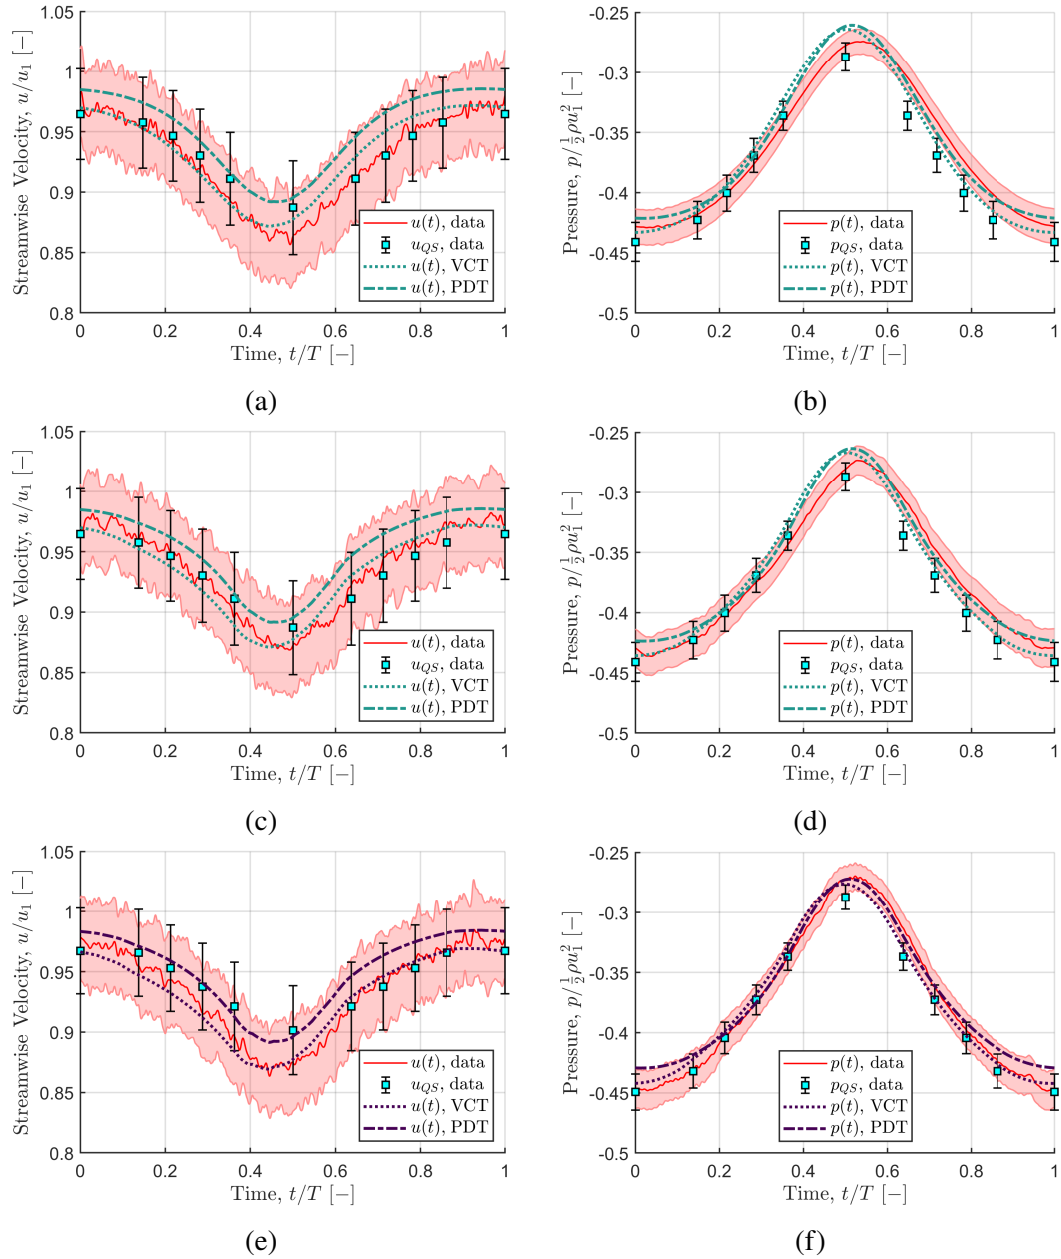 1.05
1
0.95
0.9
0.85
0.8
Streamwise Velocity, u/u₁ [−]
0 0.2 0.4 0.6 0.8 1
Time, t/T [−]
u(t), data
u_QS, data
u(t), VCT
u(t), PDT
(a)
-0.25
-0.3
-0.35
-0.4
-0.45
-0.5
Pressure, p/½ρu₁² [−]
0 0.2 0.4 0.6 0.8 1
Time, t/T [−]
p(t), data
p_QS, data
p(t), VCT
p(t), PDT
(b)
1.05
1
0.95
0.9
0.85
0.8
Streamwise Velocity, u/u₁ [−]
0 0.2 0.4 0.6 0.8 1
Time, t/T [−]
u(t), data
u_QS, data
u(t), VCT
u(t), PDT
(c)
-0.25
-0.3
-0.35
-0.4
-0.45
-0.5
Pressure, p/½ρu₁² [−]
0 0.2 0.4 0.6 0.8 1
Time, t/T [−]
p(t), data
p_QS, data
p(t), VCT
p(t), PDT
(d)
1.05
1
0.95
0.9
0.85
0.8
Streamwise Velocity, u/u₁ [−]
0 0.2 0.4 0.6 0.8 1
Time, t/T [−]
u(t), data
u_QS, data
u(t), VCT
u(t), PDT
(e)
-0.25
-0.3
-0.35
-0.4
-0.45
-0.5
Pressure, p/½ρu₁² [−]
0 0.2 0.4 0.6 0.8 1
Time, t/T [−]
p(t), data
p_QS, data
p(t), VCT
p(t), PDT
(f)